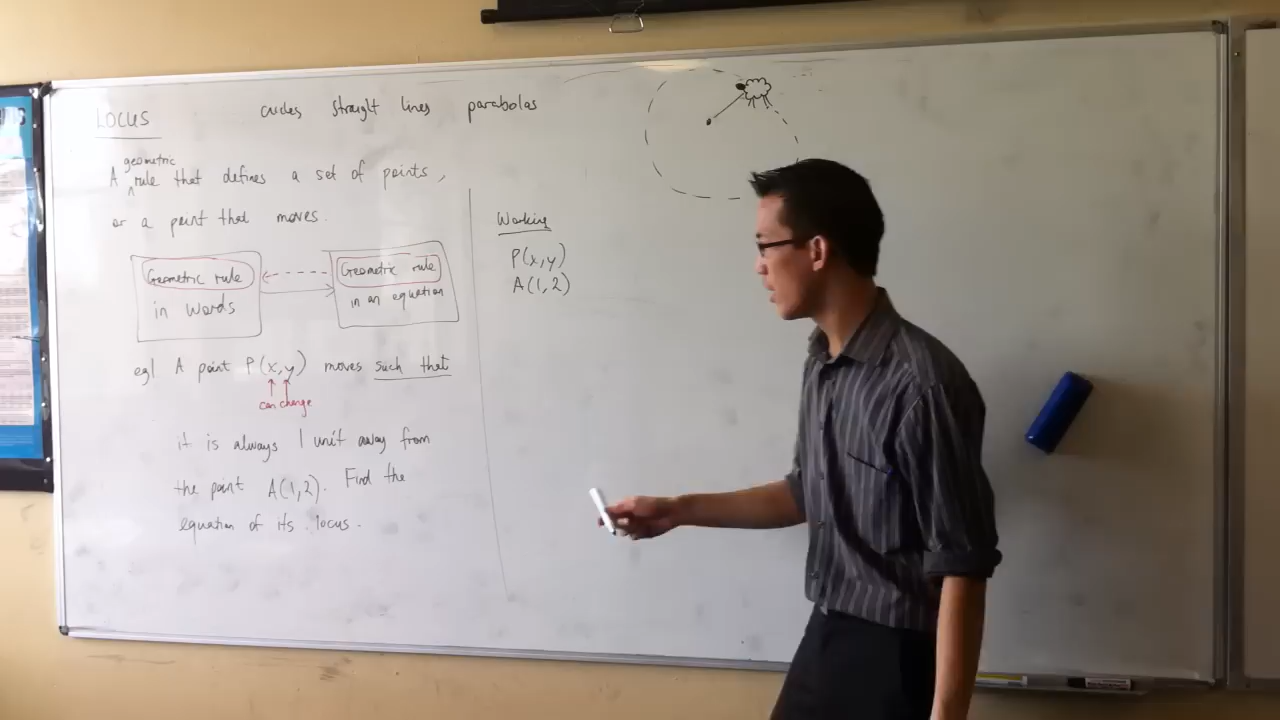 LOCUS
circles straight lines parabolas
A geometric rule that defines a set of points,
or a point that moves.
Geometric rule
in words
Geometric rule
in an equation
eg1 A point P(x,y) moves such that
can change
it is always 1 unit away from
the point A(1,2). Find the
equation of its locus.
Working
P(x,y)
A(1,2)